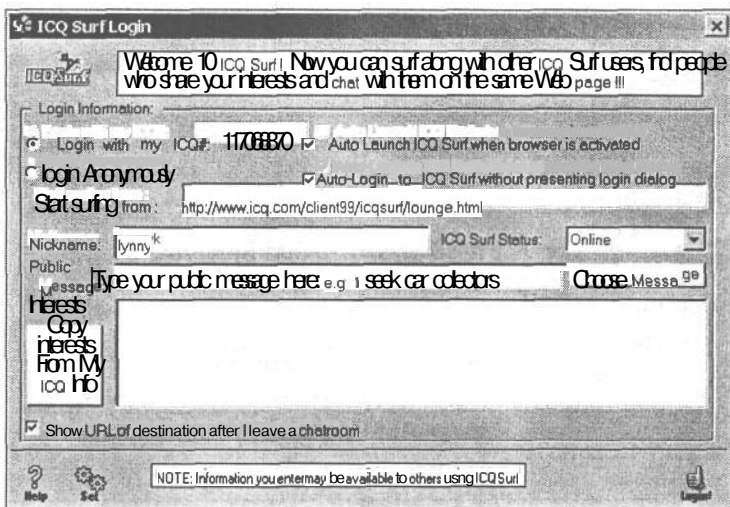 ICQ Surf Login
ICQ Surf
Welcome 10 ICQ Surf! Now you can surf along with other ICQ Surf users, find people
who share your interests and chat with them on the same Web page !!!
Login Information:
Login with my ICQ#: 117068870 Auto Launch ICQ Surf when browser is activated
login Anonymously Auto-Login to ICQ Surf without presenting login dialog
Start surfing from: http://www.icq.com/client99/icqsurf/lounge.html
Nickname: lynnyk ICQ Surf Status: Online
Public
Message Type your public message here: e.g I seek car collectors Choose Message
Interests
Copy
interests
From My
ICQ Info
Show URL of destination after I leave a chatroom
Help Set NOTE: Information you enter may be available to others using ICQ Surf Logon!